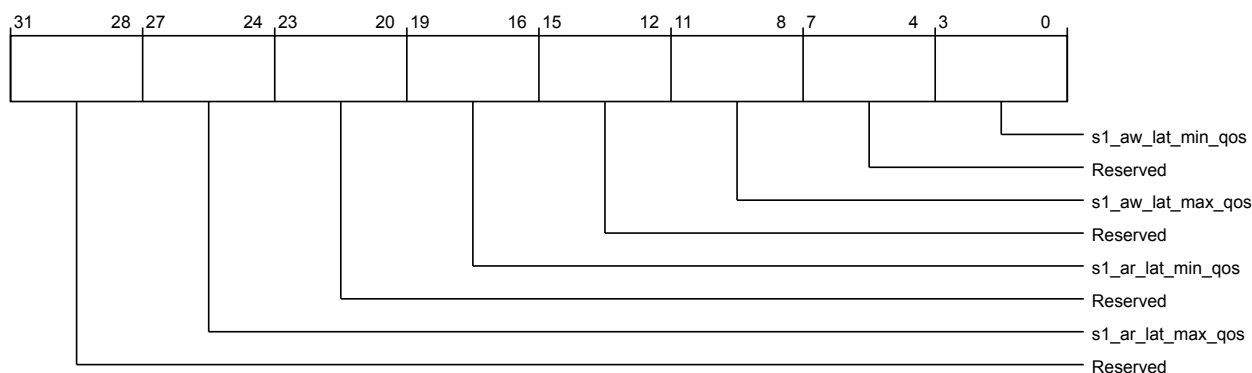 31 28 27 24 23 20 19 16 15 12 11 8 7 4 3 0
s1_aw_lat_min_qos
Reserved
s1_aw_lat_max_qos
Reserved
s1_ar_lat_min_qos
Reserved
s1_ar_lat_max_qos
Reserved